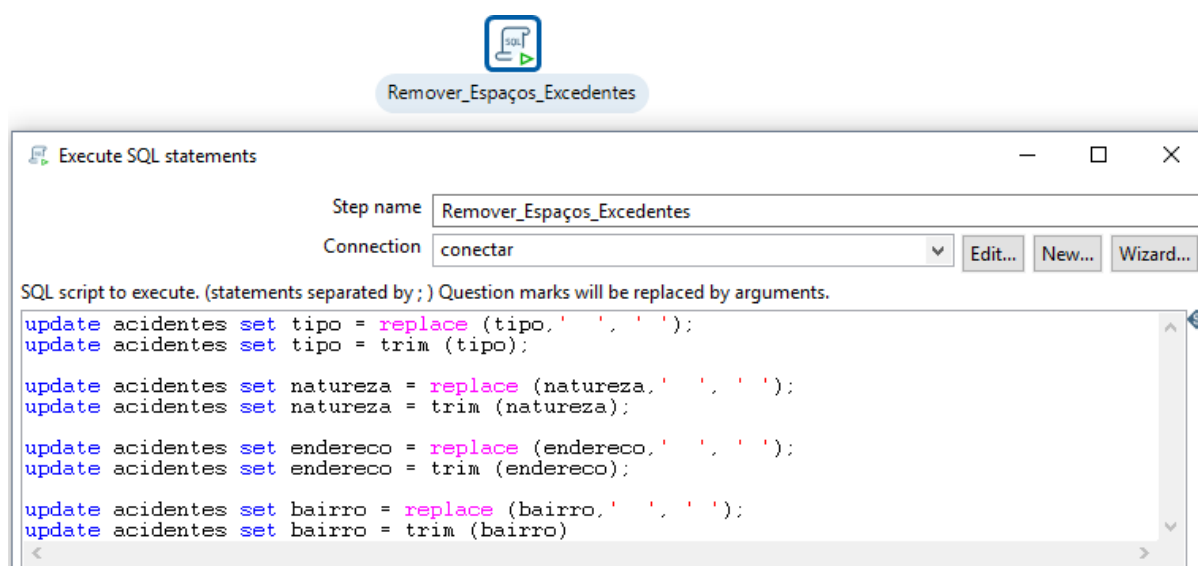 SQL
Remover_Espaços_Excedentes
Execute SQL statements
Step name Remover_Espaços_Excedentes
Connection conectar Edit... New... Wizard...
SQL script to execute. (statements separated by ; ) Question marks will be replaced by arguments.
update acidentes set tipo = replace (tipo,'  ', ' ');
update acidentes set tipo = trim (tipo);
update acidentes set natureza = replace (natureza,'  ', ' ');
update acidentes set natureza = trim (natureza);
update acidentes set endereco = replace (endereco,'  ', ' ');
update acidentes set endereco = trim (endereco);
update acidentes set bairro = replace (bairro,'  ', ' ');
update acidentes set bairro = trim (bairro)